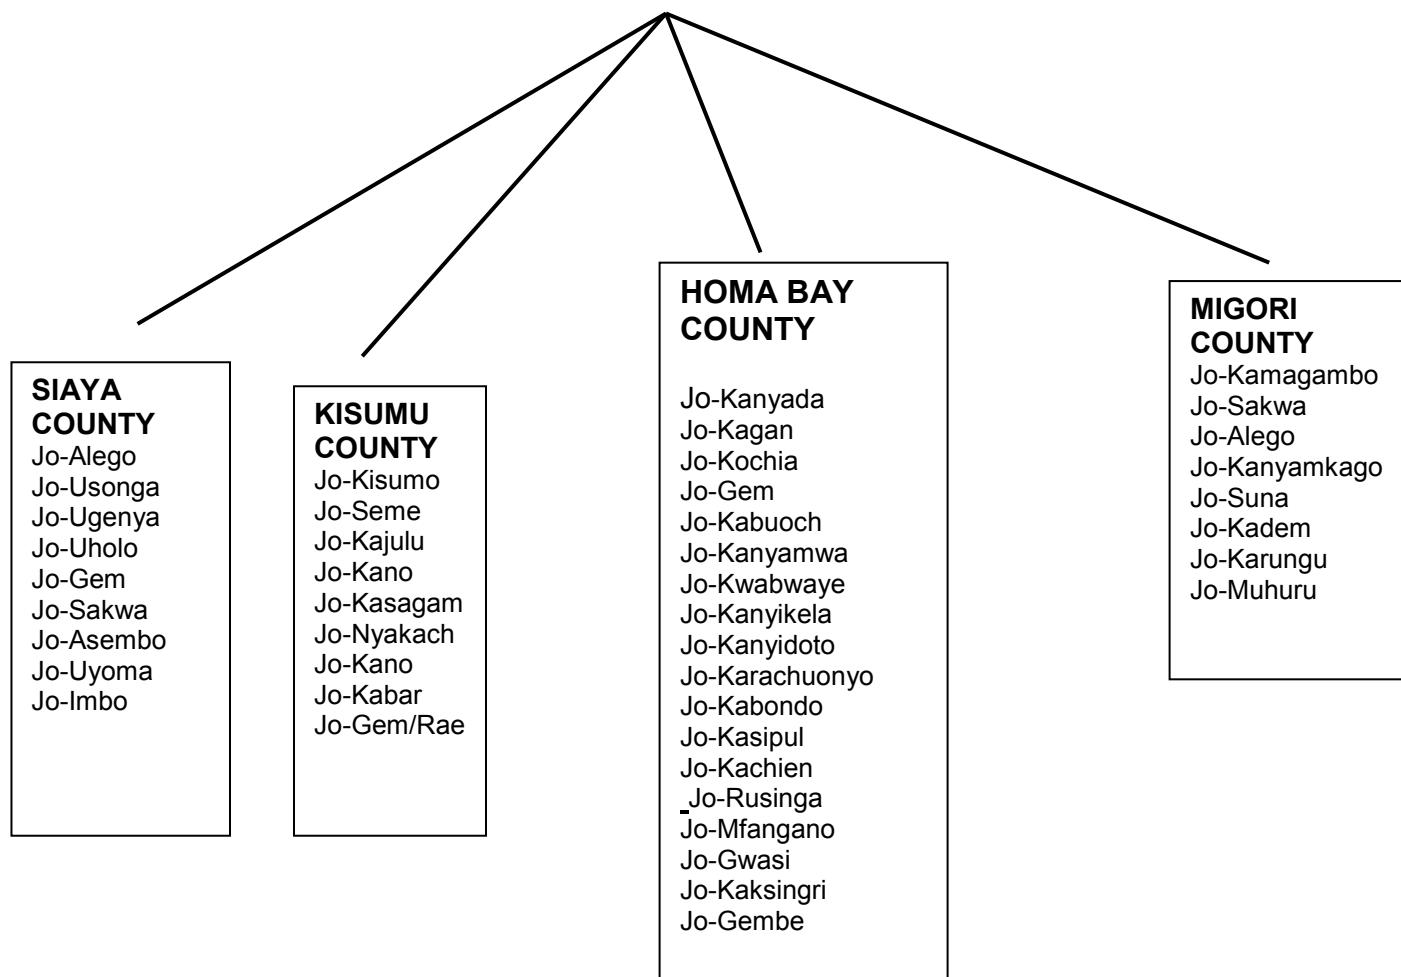 SIAYA
COUNTY
Jo-Alego
Jo-Usonga
Jo-Ugenya
Jo-Uholo
Jo-Gem
Jo-Sakwa
Jo-Asembo
Jo-Uyoma
Jo-Imbo
KISUMU
COUNTY
Jo-Kisumo
Jo-Seme
Jo-Kajulu
Jo-Kano
Jo-Kasagam
Jo-Nyakach
Jo-Kano
Jo-Kabar
Jo-Gem/Rae
HOMA BAY
COUNTY
Jo-Kanyada
Jo-Kagan
Jo-Kochia
Jo-Gem
Jo-Kabuoch
Jo-Kanyamwa
Jo-Kwabwaye
Jo-Kanyikela
Jo-Kanyidoto
Jo-Karachuonyo
Jo-Kabondo
Jo-Kasipul
Jo-Kachien
Jo-Rusinga
Jo-Mfangano
Jo-Gwasi
Jo-Kaksingri
Jo-Gembe
MIGORI
COUNTY
Jo-Kamagambo
Jo-Sakwa
Jo-Alego
Jo-Kanyamkago
Jo-Suna
Jo-Kadem
Jo-Karungu
Jo-Muhuru